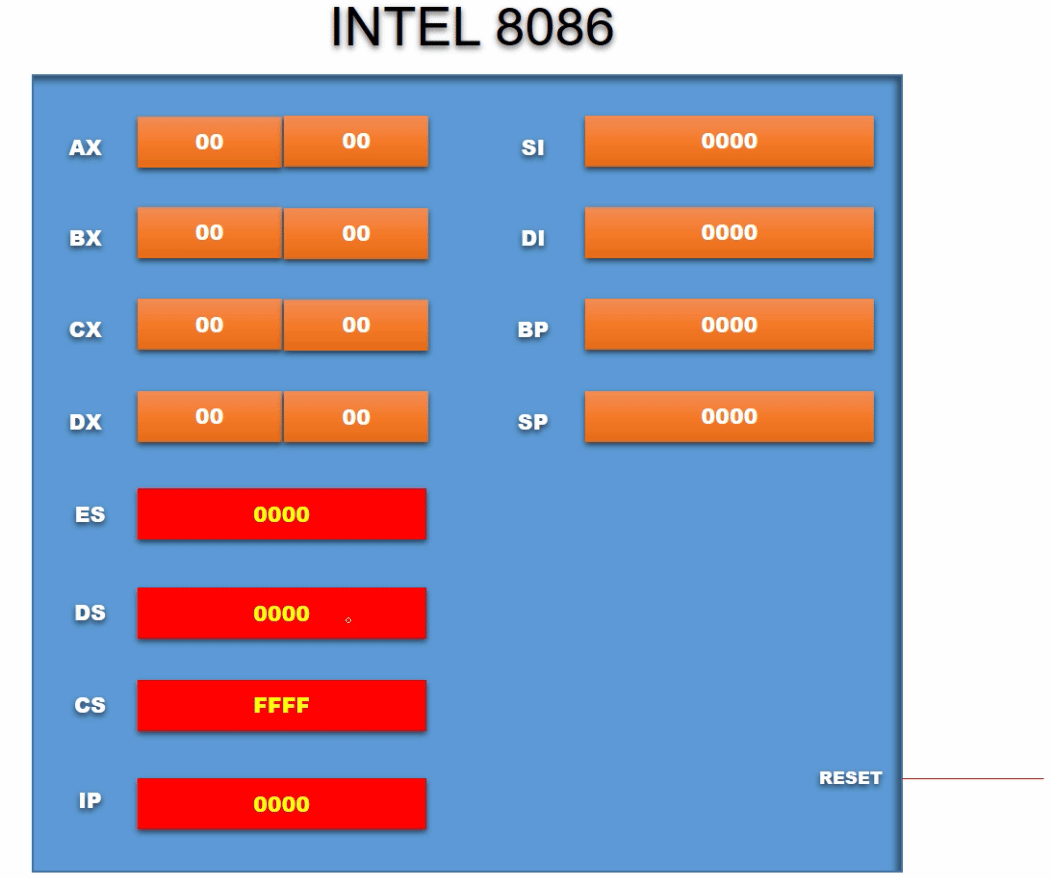 INTEL 8086
AX 00 00 SI 0000
BX 00 00 DI 0000
CX 00 00 BP 0000
DX 00 00 SP 0000
ES 0000
DS 0000
CS FFFF
RESET
IP 0000